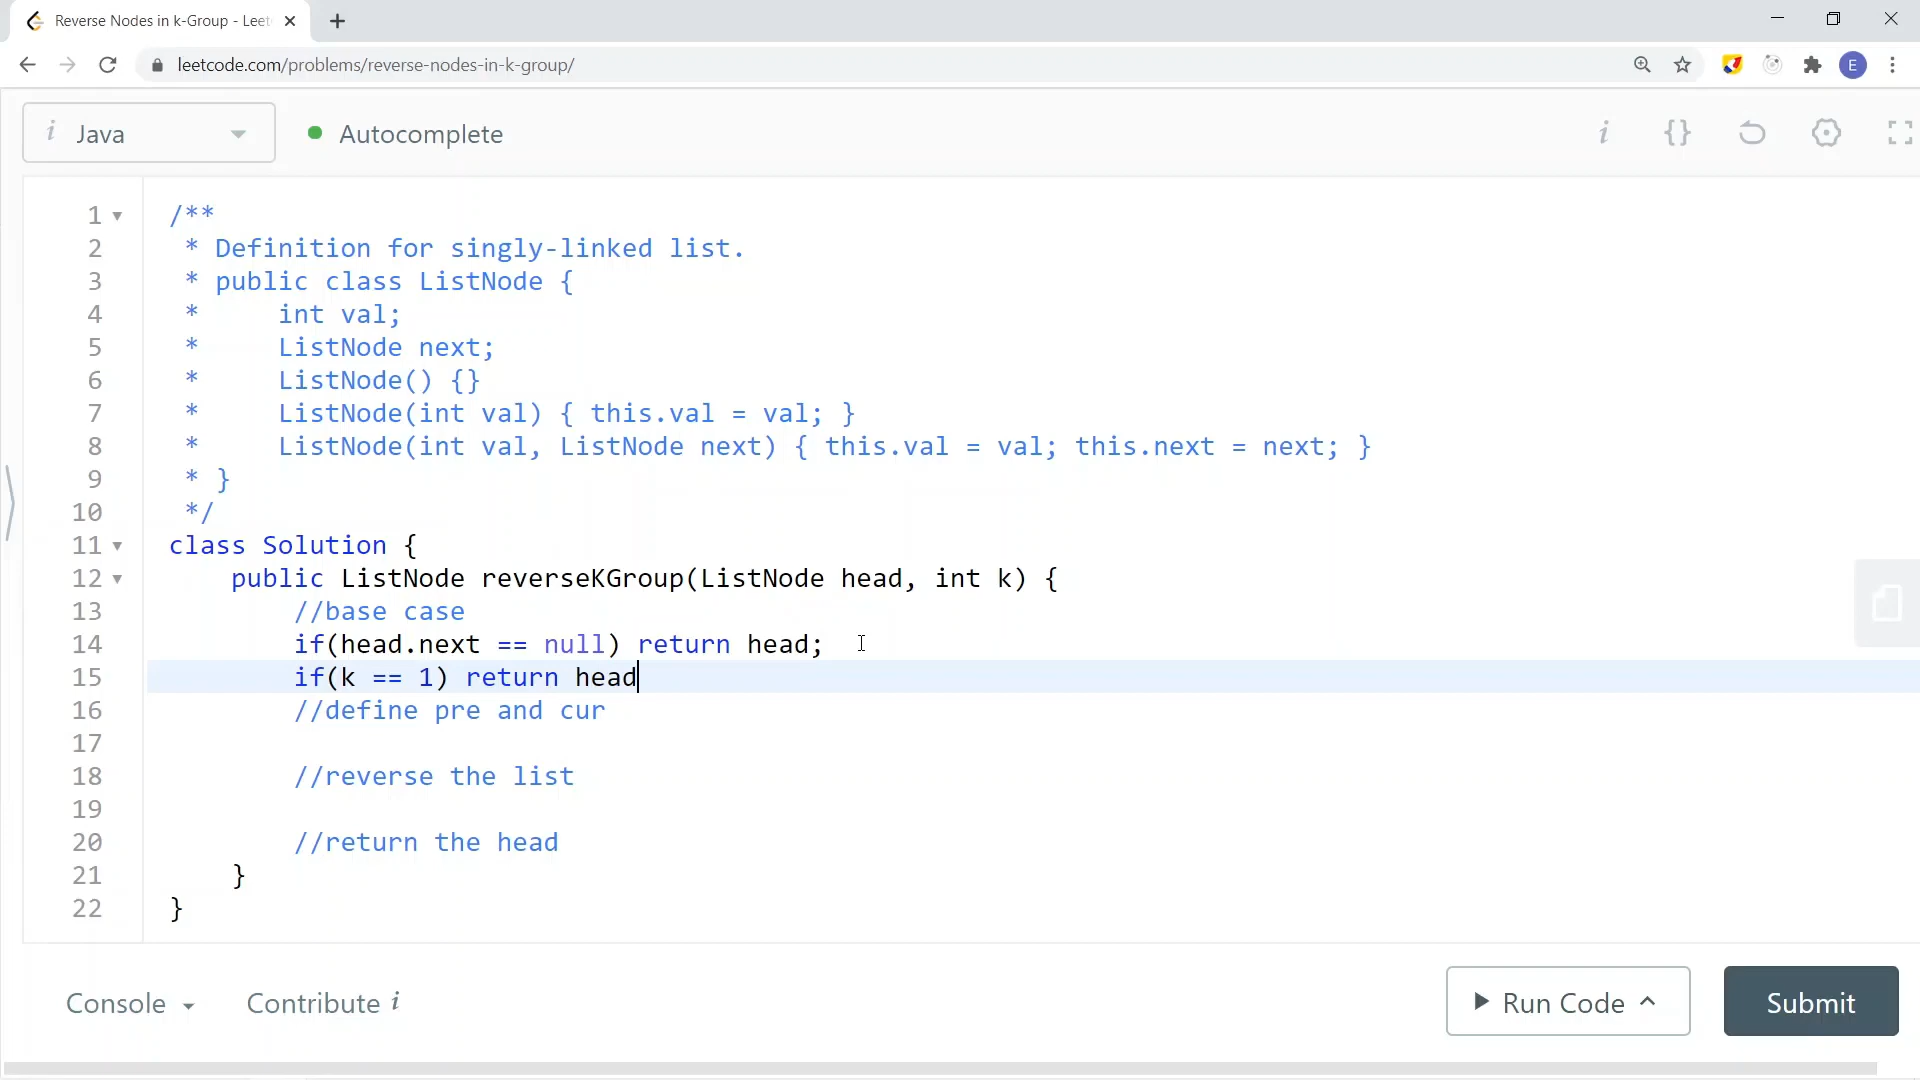 Reverse Nodes in k-Group - Leet
leetcode.com/problems/reverse-nodes-in-k-group/
E
i Java
Autocomplete
i {}
1 /**
2  * Definition for singly-linked list.
3  * public class ListNode {
4  *     int val;
5  *     ListNode next;
6  *     ListNode() {}
7  *     ListNode(int val) { this.val = val; }
8  *     ListNode(int val, ListNode next) { this.val = val; this.next = next; }
9  * }
10  */
11 class Solution {
12     public ListNode reverseKGroup(ListNode head, int k) {
13         //base case
14         if(head.next == null) return head;
15         if(k == 1) return head
16         //define pre and cur
17
18         //reverse the list
19
20         //return the head
21     }
22 }
Console
Contribute i
Run Code
Submit